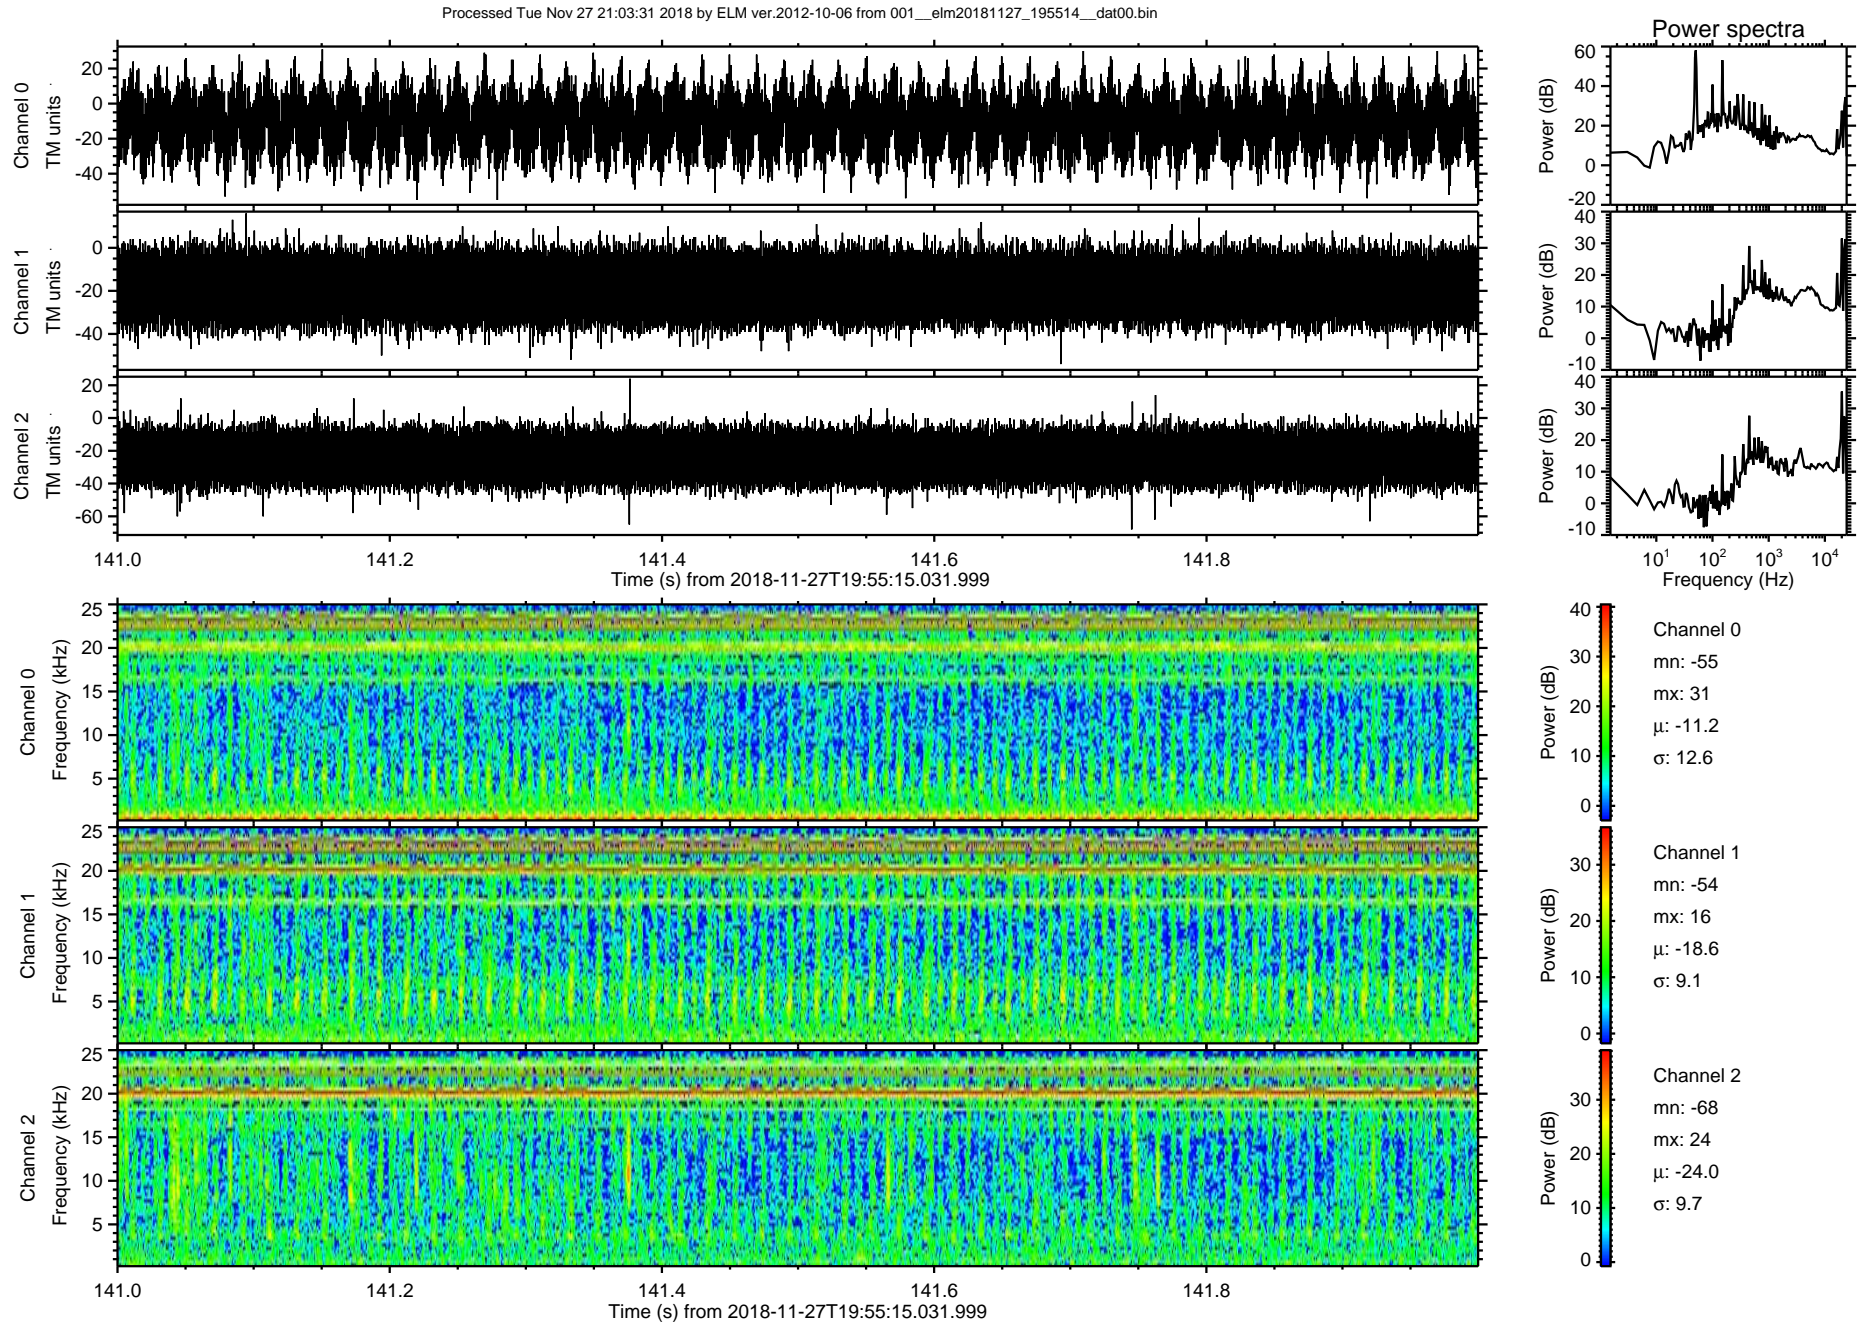 Processed Tue Nov 27 21:03:31 2018 by ELM ver.2012-10-06 from 001__elm20181127_195514__dat00.bin
Power spectra
Channel 0
TM units
20
0
-20
-40
Power (dB)
60
40
20
0
-20
Channel 1
TM units
0
-20
-40
Power (dB)
40
30
20
10
0
-10
Channel 2
TM units
20
0
-20
-40
-60
Power (dB)
40
30
20
10
0
-10
141.0 141.2 141.4 141.6 141.8
Time (s) from 2018-11-27T19:55:15.031.999
10¹ 10² 10³ 10⁴
Frequency (Hz)
Channel 0
Frequency (kHz)
25
20
15
10
5
Power (dB)
40
30
20
10
0
Channel 0
mn: -55
mx: 31
μ: -11.2
σ: 12.6
Channel 1
Frequency (kHz)
25
20
15
10
5
Power (dB)
30
20
10
0
Channel 1
mn: -54
mx: 16
μ: -18.6
σ: 9.1
Channel 2
Frequency (kHz)
25
20
15
10
5
Power (dB)
30
20
10
0
Channel 2
mn: -68
mx: 24
μ: -24.0
σ: 9.7
141.0 141.2 141.4 141.6 141.8
Time (s) from 2018-11-27T19:55:15.031.999